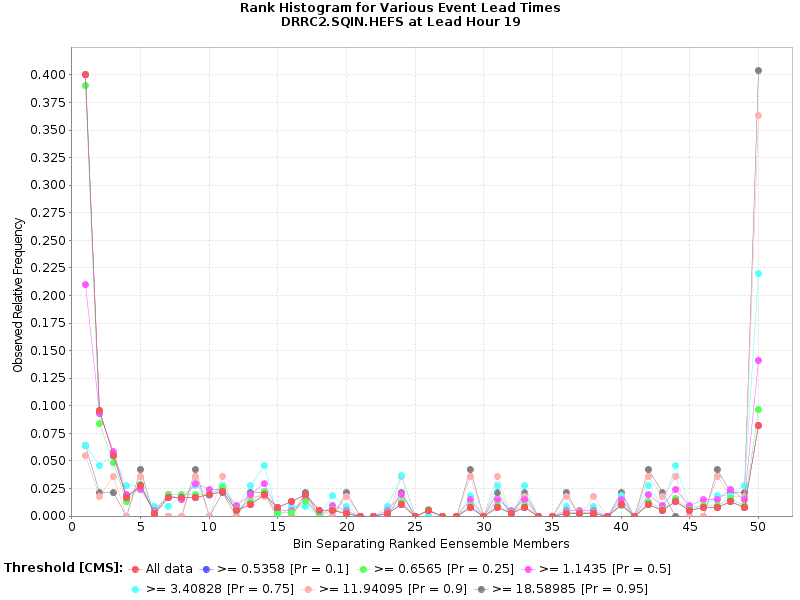 Rank Histogram for Various Event Lead Times
DRRC2.SQIN.HEFS at Lead Hour 19
Observed Relative Frequency
0.400
0.375
0.350
0.325
0.300
0.275
0.250
0.225
0.200
0.175
0.150
0.125
0.100
0.075
0.050
0.025
0.000
0 5 10 15 20 25 30 35 40 45 50
Bin Separating Ranked Eensemble Members
Threshold [CMS]: All data >= 0.5358 [Pr = 0.1] >= 0.6565 [Pr = 0.25] >= 1.1435 [Pr = 0.5]
>= 3.40828 [Pr = 0.75] >= 11.94095 [Pr = 0.9] >= 18.58985 [Pr = 0.95]